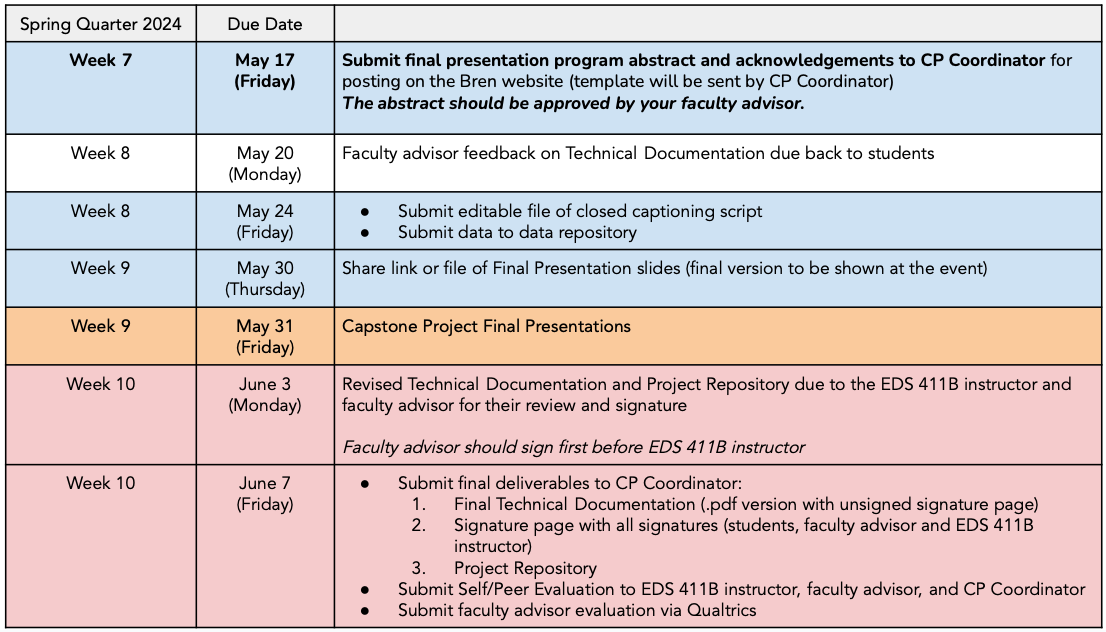 Spring Quarter 2024 Due Date
Week 7 May 17 (Friday) Submit final presentation program abstract and acknowledgements to CP Coordinator for
posting on the Bren website (template will be sent by CP Coordinator)
The abstract should be approved by your faculty advisor.
Week 8 May 20 (Monday) Faculty advisor feedback on Technical Documentation due back to students
Week 8 May 24 (Friday)
● Submit editable file of closed captioning script
● Submit data to data repository
Week 9 May 30 (Thursday) Share link or file of Final Presentation slides (final version to be shown at the event)
Week 9 May 31 (Friday) Capstone Project Final Presentations
Week 10 June 3 (Monday) Revised Technical Documentation and Project Repository due to the EDS 411B instructor and
faculty advisor for their review and signature
Faculty advisor should sign first before EDS 411B instructor
Week 10 June 7 (Friday)
● Submit final deliverables to CP Coordinator:
1. Final Technical Documentation (.pdf version with unsigned signature page)
2. Signature page with all signatures (students, faculty advisor and EDS 411B
instructor)
3. Project Repository
● Submit Self/Peer Evaluation to EDS 411B instructor, faculty advisor, and CP Coordinator
● Submit faculty advisor evaluation via Qualtrics